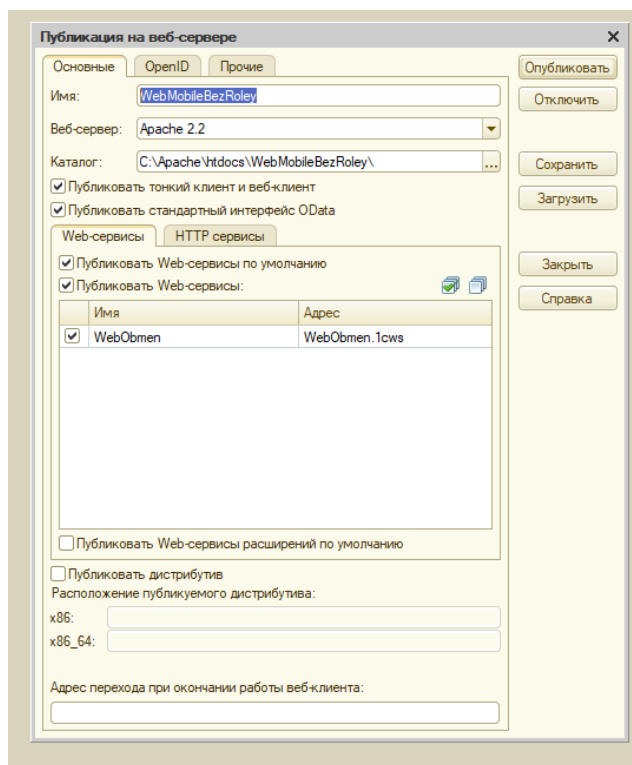 Публикация на веб-сервере
Основные OpenID Прочие
Опубликовать
Имя: WebMobileBezRoley
Отключить
Веб-сервер: Apache 2.2
Каталог: C:\Apache\htdocs\WebMobileBezRoley\ ...
Сохранить
Публиковать тонкий клиент и веб-клиент
Загрузить
Публиковать стандартный интерфейс OData
Web-сервисы HTTP сервисы
Публиковать Web-сервисы по умолчанию
Закрыть
Публиковать Web-сервисы:
Справка
Имя Адрес
WebObmen WebObmen.1cws
Публиковать Web-сервисы расширений по умолчанию
Публиковать дистрибутив
Расположение публикуемого дистрибутива:
x86:
x86_64:
Адрес перехода при окончании работы веб-клиента: